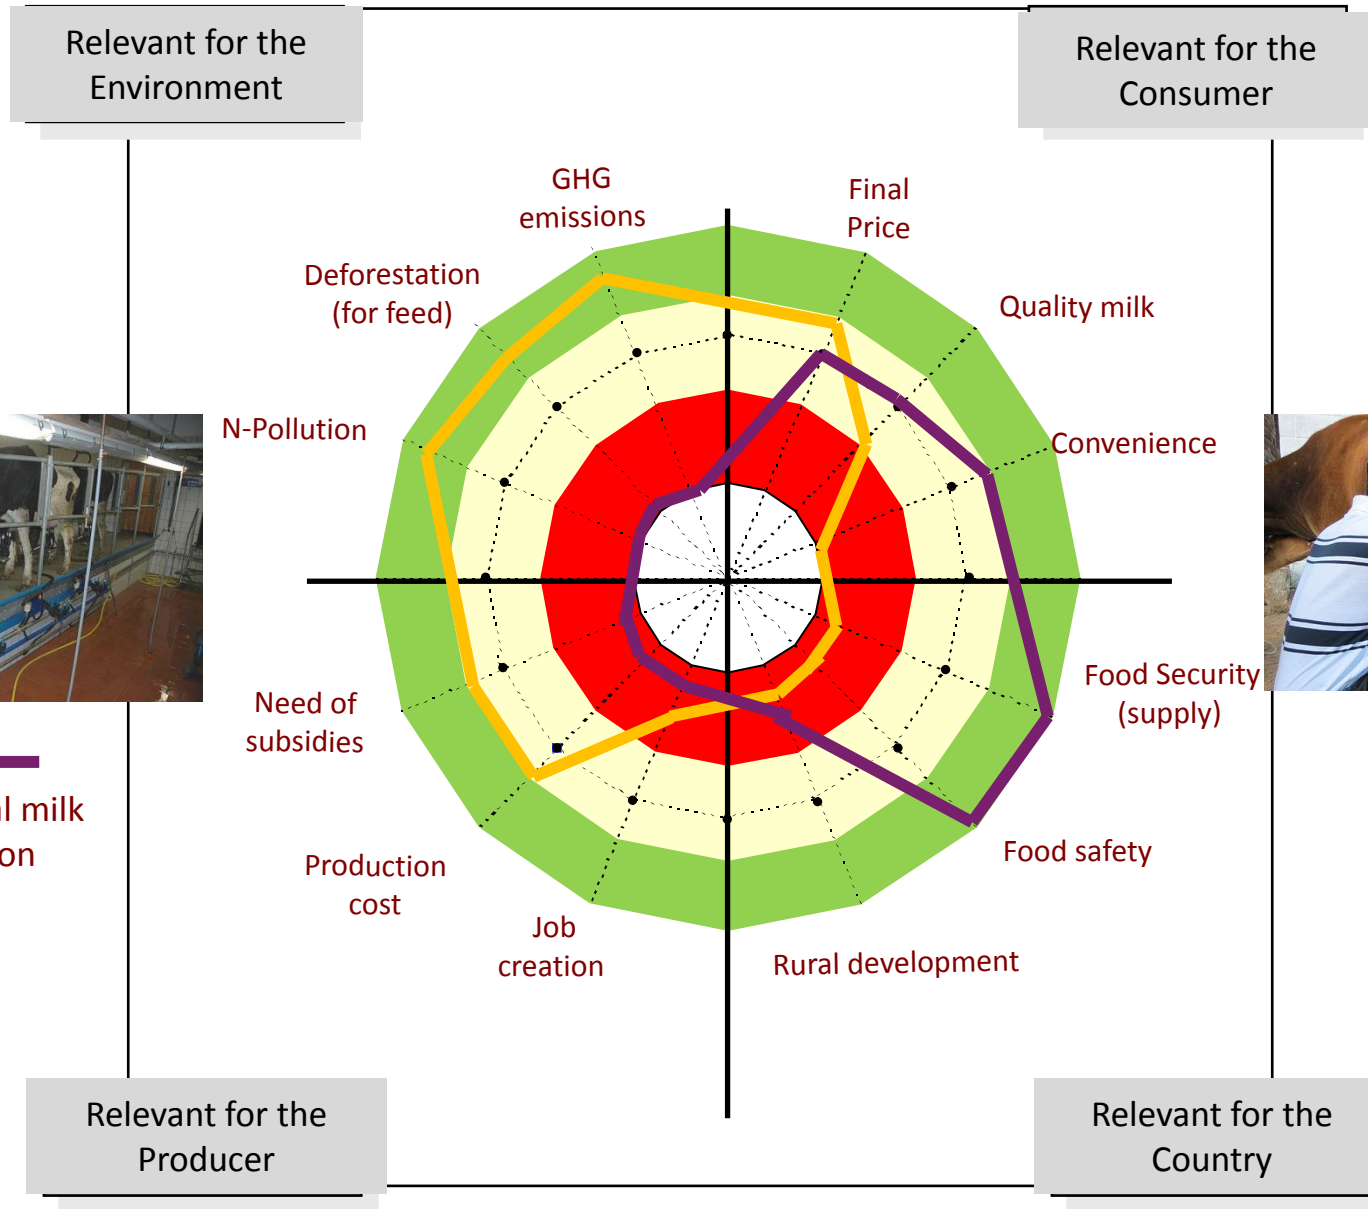 Relevant for the
Environment
Relevant for the
Consumer
GHG
emissions
Final
Price
Deforestation
(for feed)
Quality milk
N-Pollution
Convenience
Need of
subsidies
Food Security
(supply)
milk
Production
cost
Food safety
Job
creation
Rural development
Relevant for the
Producer
Relevant for the
Country